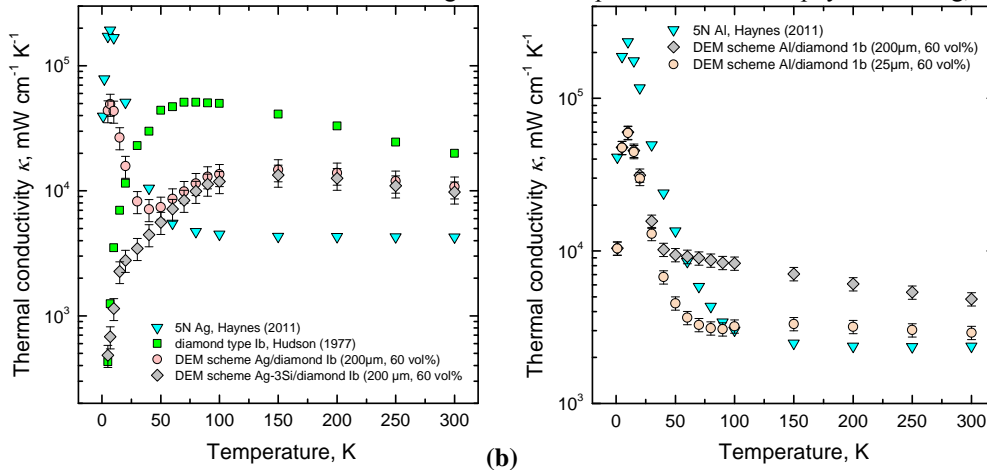 Thermal conductivity κ, mW cm⁻¹ K⁻¹
10⁵
10⁴
10³
5N Ag, Haynes (2011)
diamond type Ib, Hudson (1977)
DEM scheme Ag/diamond Ib (200µm, 60 vol%)
DEM scheme Ag-3Si/diamond Ib (200 µm, 60 vol%
0 50 100 150 200 250 300
Temperature, K
(b)
Thermal conductivity κ, mW cm⁻¹ K⁻¹
10⁵
10⁴
10³
5N Al, Haynes (2011)
DEM scheme Al/diamond 1b (200µm, 60 vol%)
DEM scheme Al/diamond 1b (25µm, 60 vol%)
0 50 100 150 200 250 300
Temperature, K